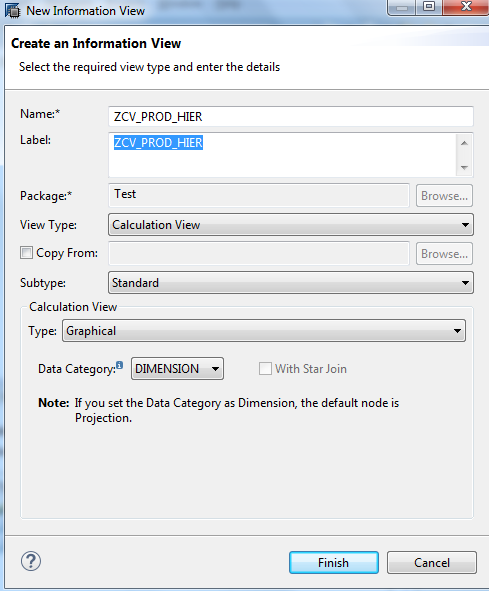 New Information View
Create an Information View
Select the required view type and enter the details
Name:* ZCV_PROD_HIER
Label: ZCV_PROD_HIER
Package:* Test Browse...
View Type: Calculation View
Copy From: Browse...
Subtype: Standard
Calculation View
Type: Graphical
Data Category: DIMENSION With Star Join
Note: If you set the Data Category as Dimension, the default node is
Projection.
? Finish Cancel